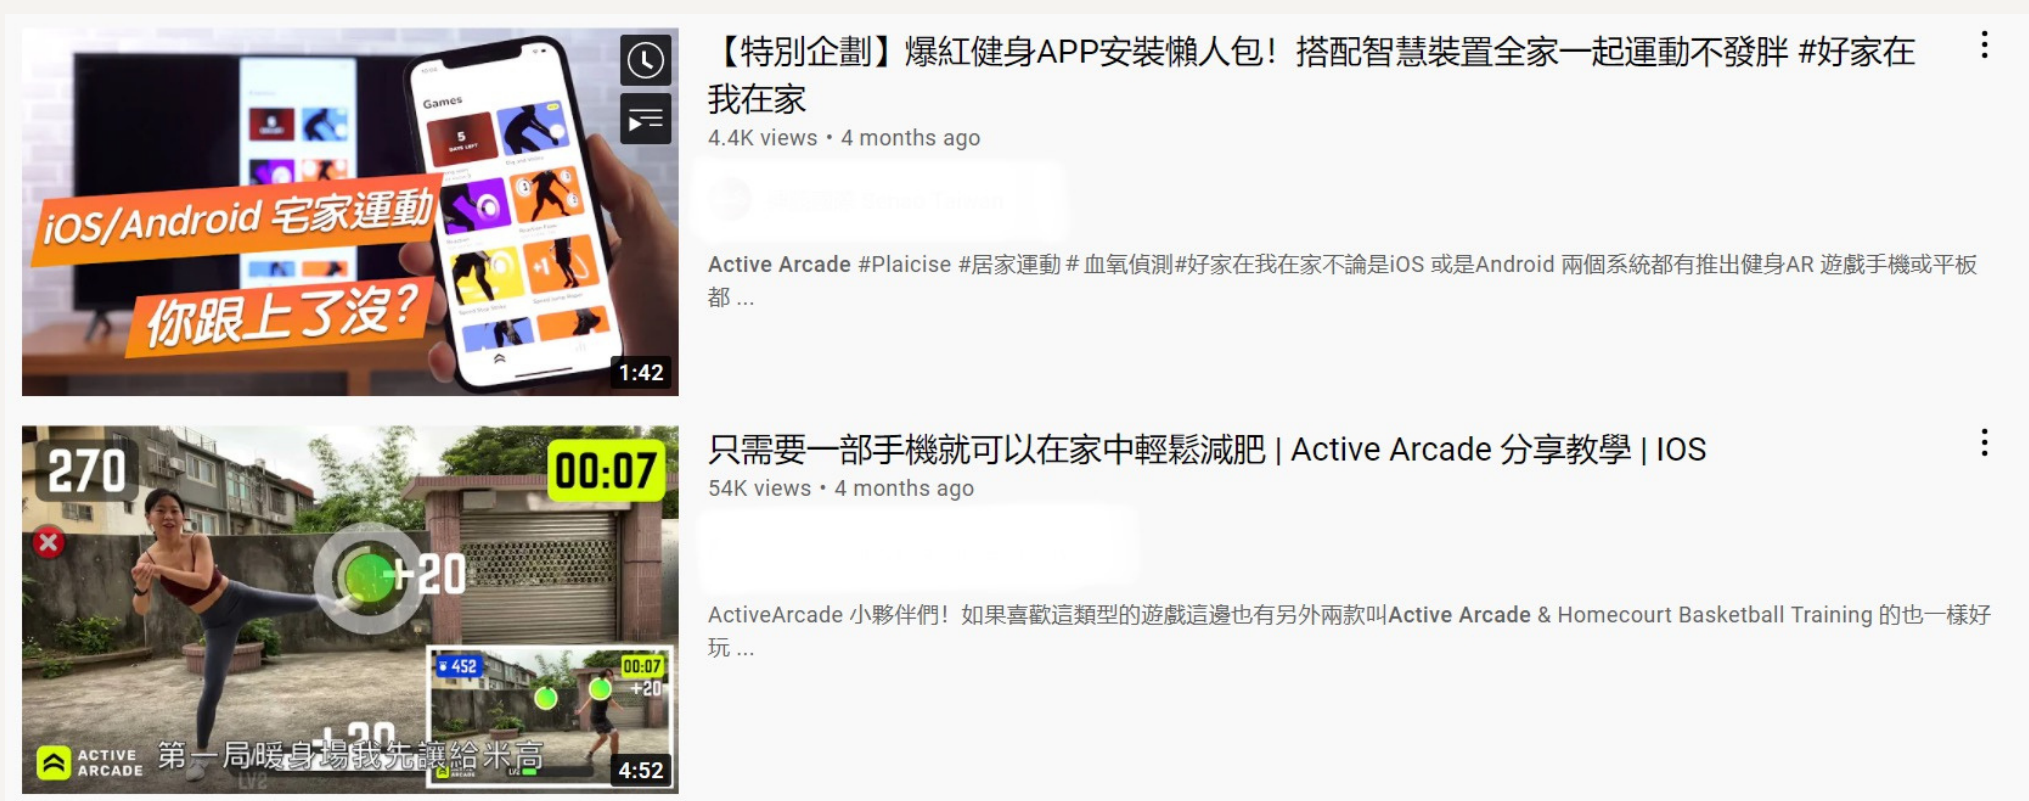 【特別企劃】爆紅健身APP安裝懶人包！搭配智慧裝置全家一起運動不發胖 #好家在
我在家
4.4K views • 4 months ago
Active Arcade #Plaicise #居家運動＃血氧偵測#好家在我在家不論是iOS 或是Android 兩個系統都有推出健身AR 遊戲手機或平板
都 ...
Games
5
DAYS LEFT
iOS/Android 宅家運動
你跟上了沒？
1:42
只需要一部手機就可以在家中輕鬆減肥 | Active Arcade 分享教學 | IOS
54K views • 4 months ago
ActiveArcade 小夥伴們！如果喜歡這類型的遊戲這邊也有另外兩款叫Active Arcade & Homecourt Basketball Training 的也一樣好
玩 ...
270
00:07
+20
452
00:07
+20
+20
ACTIVE
ARCADE
第一局暖身場我先讓給米高
LV2
4:52